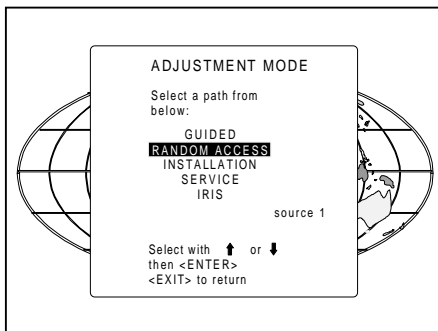 ADJUSTMENT MODE
Select a path from
below:
GUIDED
RANDOM ACCESS
INSTALLATION
SERVICE
IRIS
source 1
Select with ⬆ or ⬇
then <ENTER>
<EXIT> to return